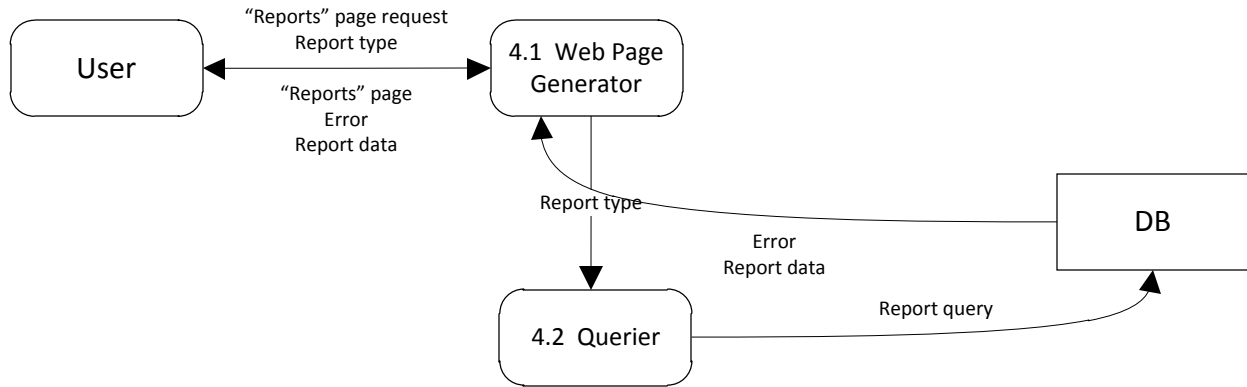 “Reports” page request
Report type
User
4.1 Web Page
Generator
“Reports” page
Error
Report data
Report type
DB
Error
Report data
Report query
4.2 Querier